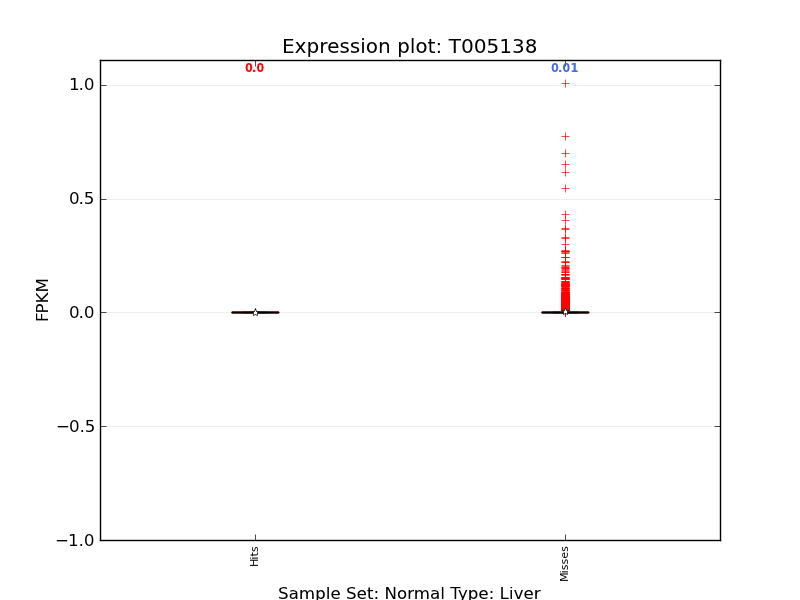 Expression plot: T005138
0.0
0.01
1.0
0.5
0.0
−0.5
−1.0
FPKM
Hits
Misses
Sample Set: Normal Type: Liver